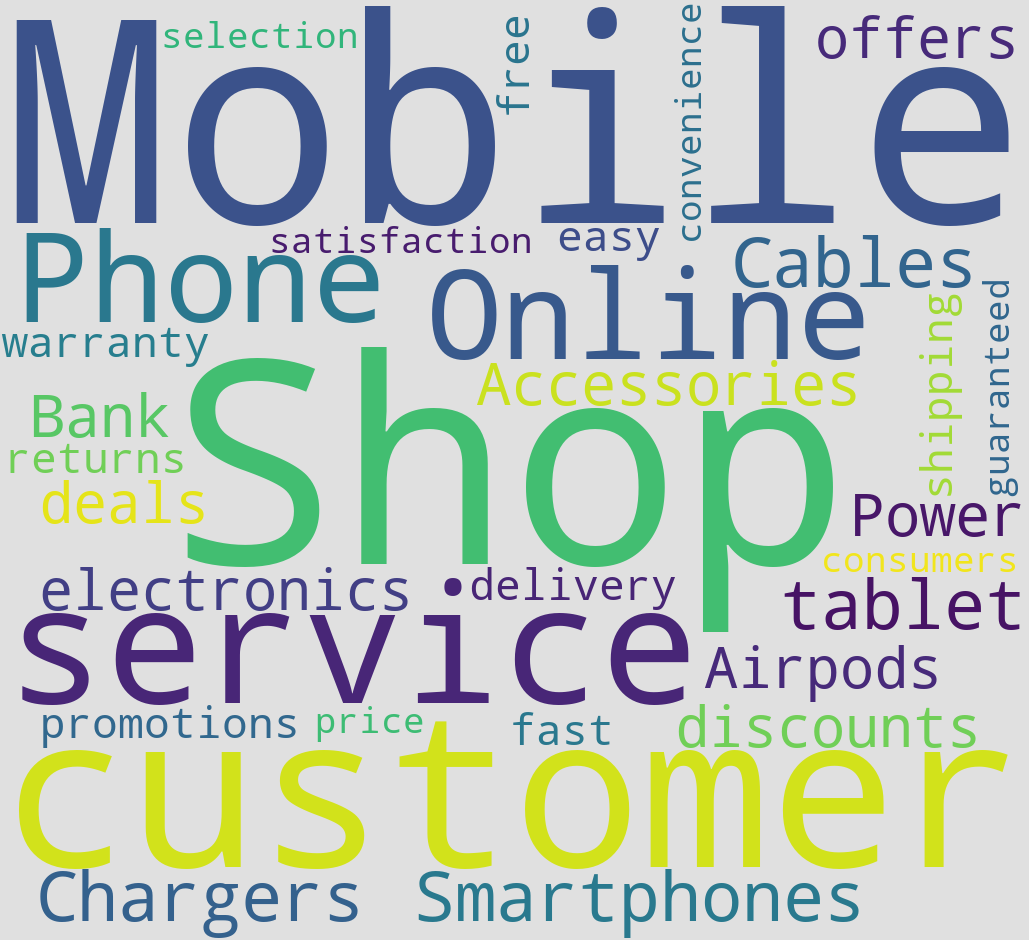 Mobile
selection
free
convenience
offers
Phone
satisfaction
easy
Cables
Online
warranty
shipping
guaranteed
Shop
Accessories
Bank
returns
deals
Power
consumers
electronics
delivery
tablet
service
Airpods
promotions
price
fast
discounts
customer
Chargers
Smartphones